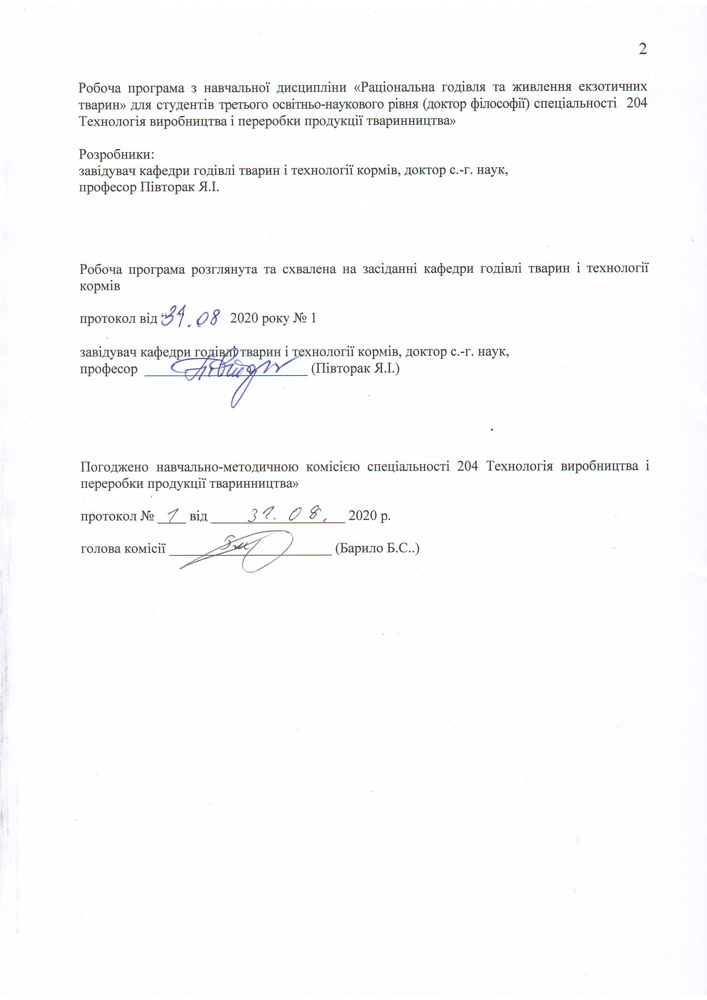 2
Робоча програма з навчальної дисципліни «Раціональна годівля та живлення екзотичних
тварин» для студентів третього освітньо-наукового рівня (доктор філософії) спеціальності 204
Технологія виробництва і переробки продукції тваринництва»
Розробники:
завідувач кафедри годівлі тварин і технології кормів, доктор с.-г. наук,
професор Півторак Я.І.
Робоча програма розглянута та схвалена на засіданні кафедри годівлі тварин і технології
кормів
протокол від “31.” 08 2020 року № 1
завідувач кафедри годівлі тварин і технології кормів, доктор с.-г. наук,
професор (Півторак Я.І.)
Погоджено навчально-методичною комісією спеціальності 204 Технологія виробництва і
переробки продукції тваринництва»
протокол № 1 від 31. 08. 2020 р.
голова комісії (Барило Б.С..)